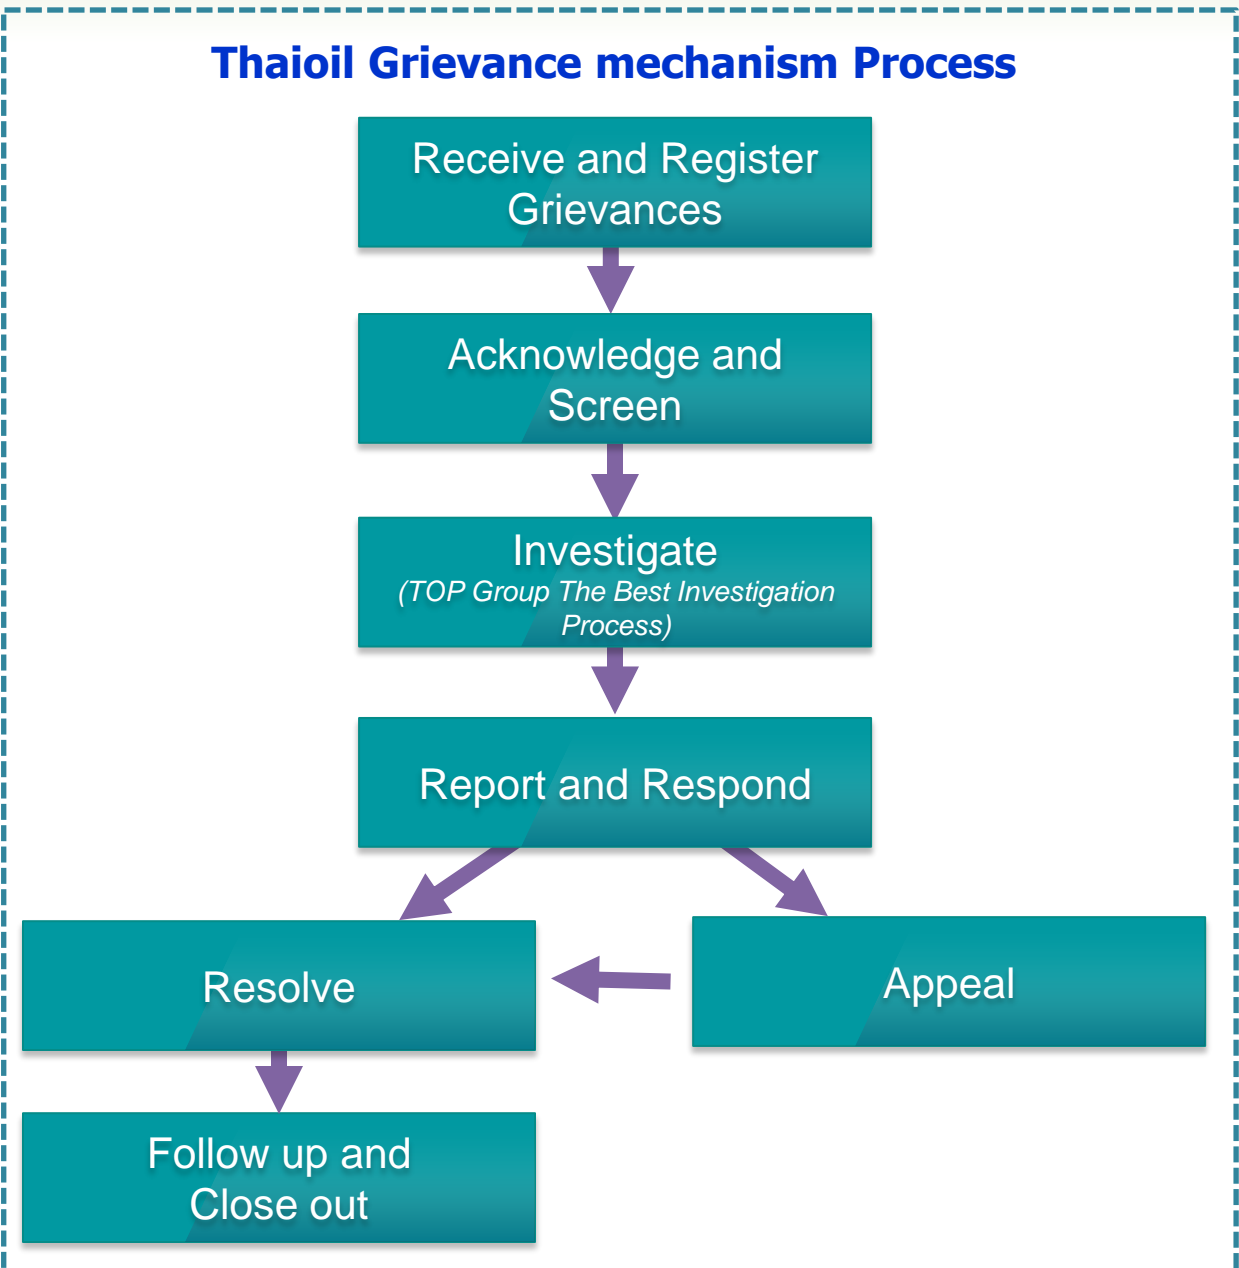 Thaioil Grievance mechanism Process
Receive and Register
Grievances
Acknowledge and
Screen
Investigate
(TOP Group The Best Investigation
Process)
Report and Respond
Resolve
Appeal
Follow up and
Close out